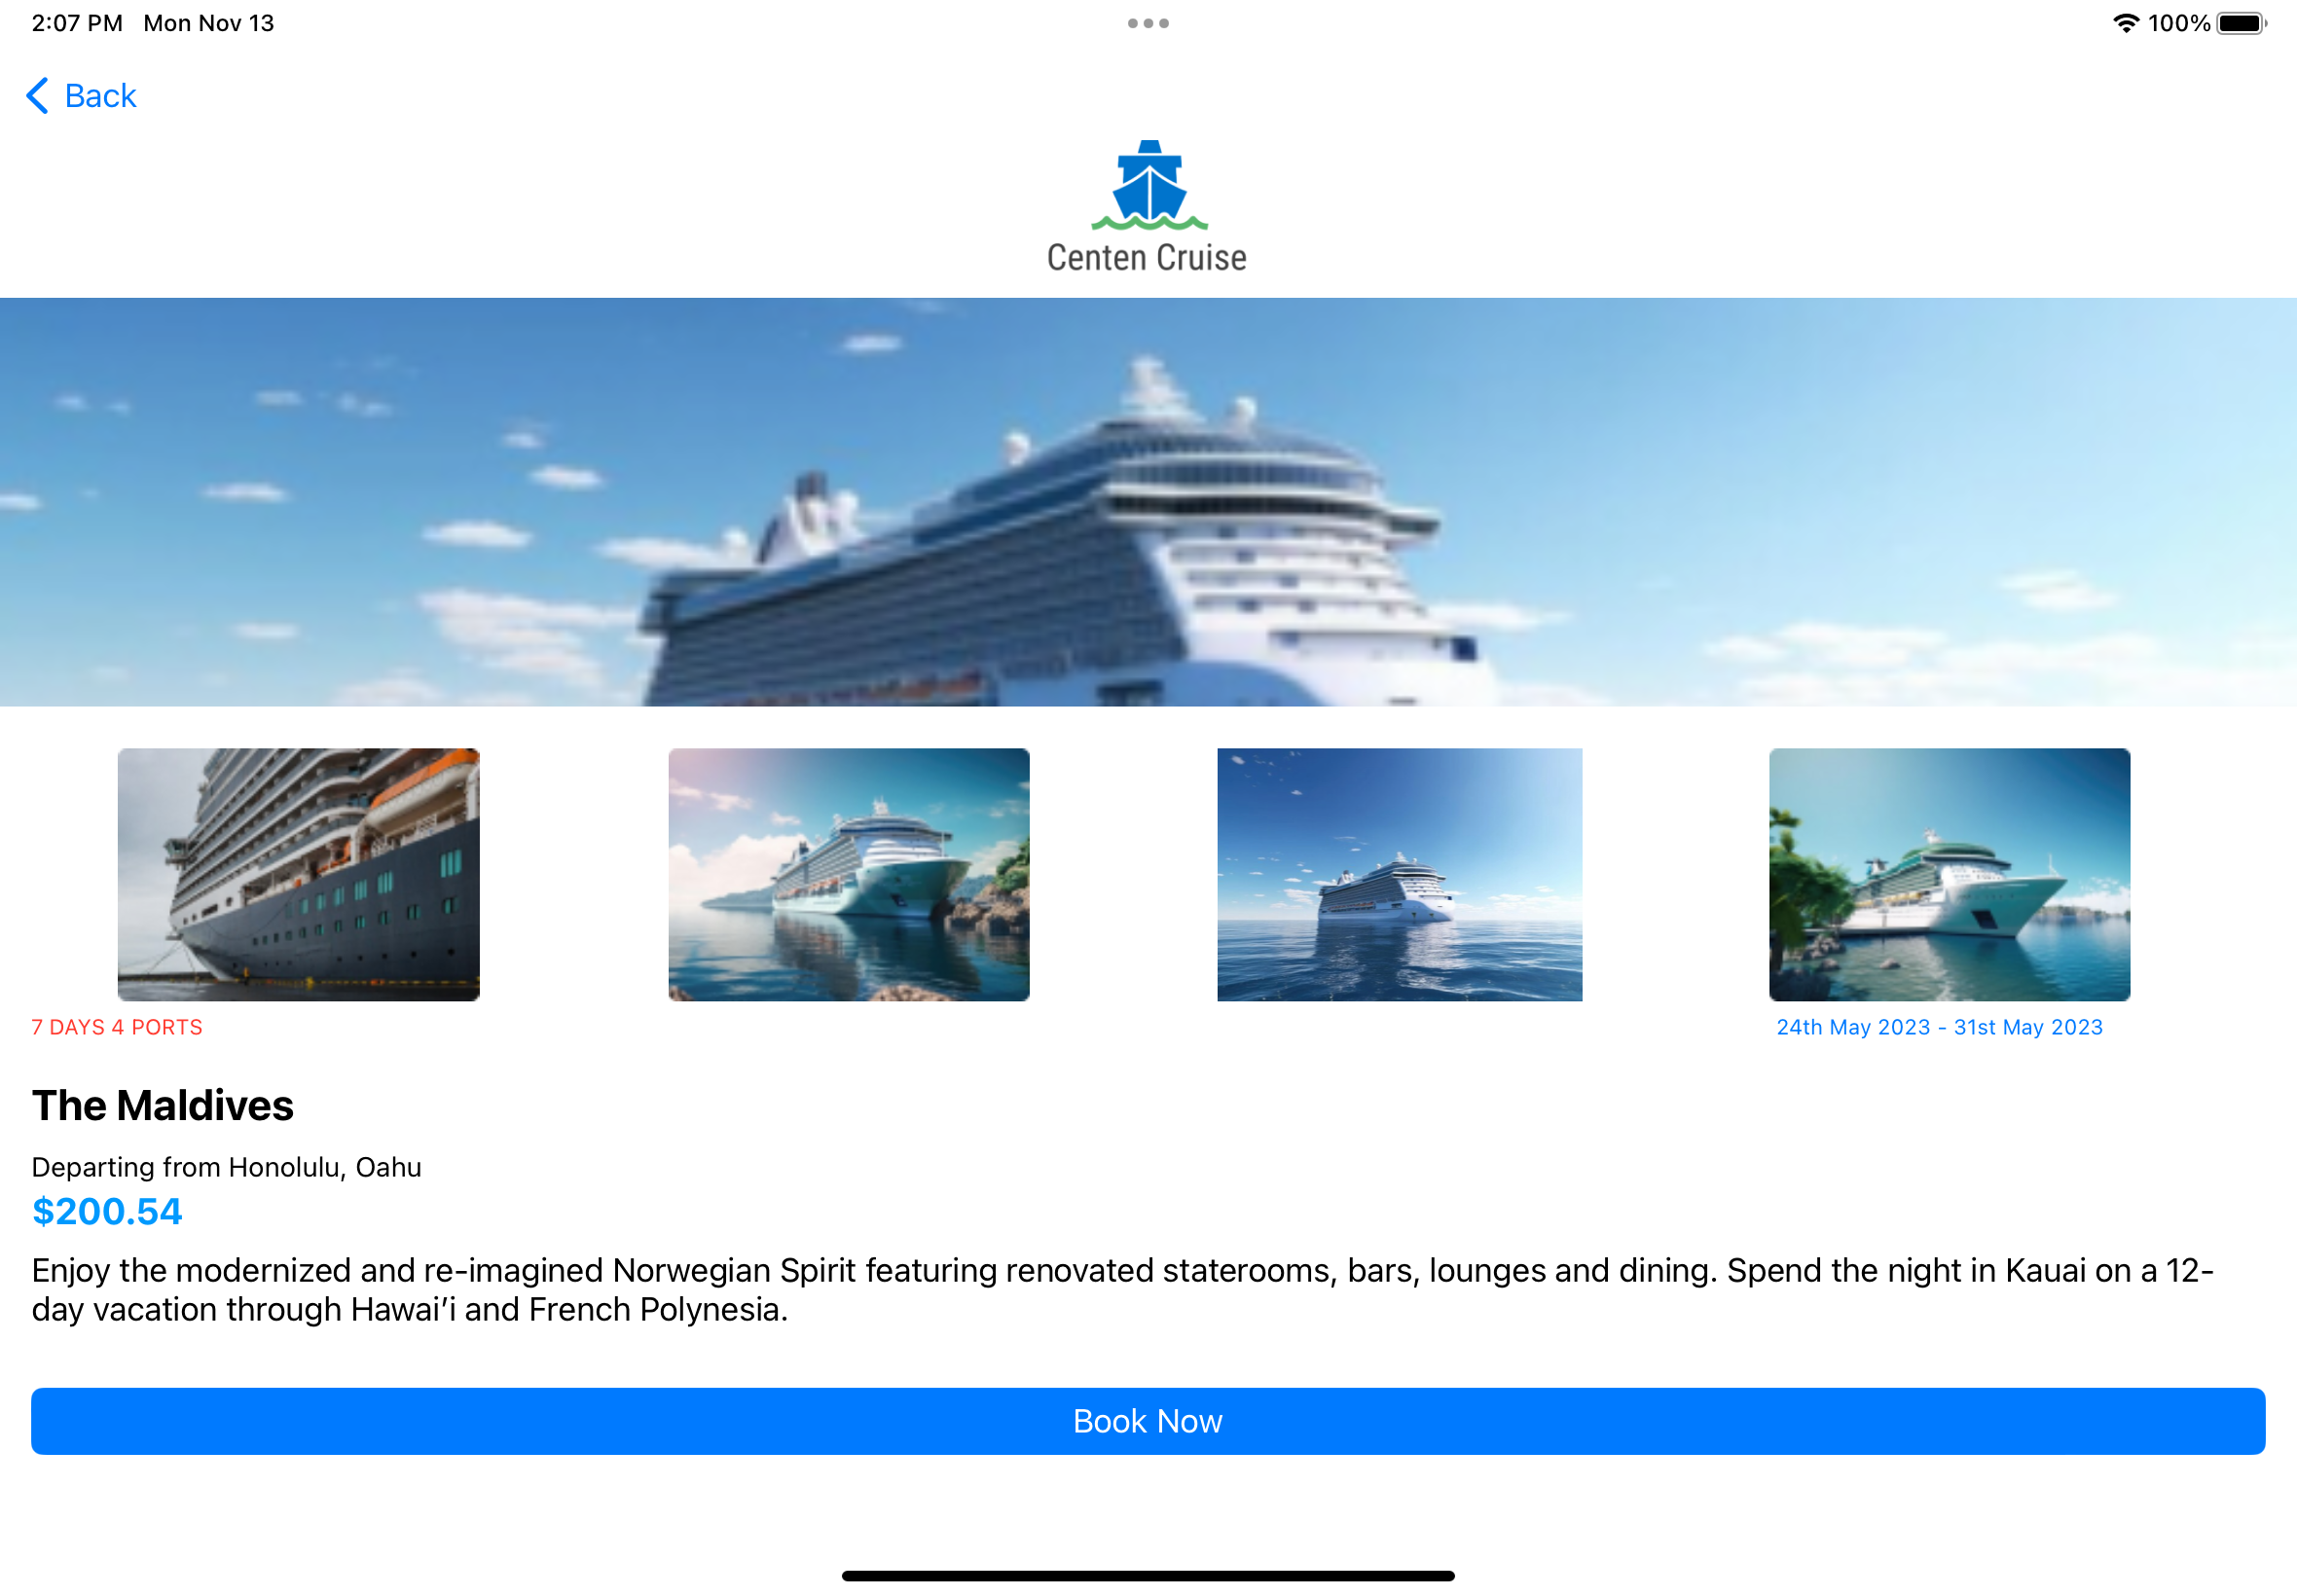 2:07 PM Mon Nov 13
100%
Back
Centen Cruise
7 DAYS 4 PORTS
24th May 2023 - 31st May 2023
The Maldives
Departing from Honolulu, Oahu
$200.54
Enjoy the modernized and re-imagined Norwegian Spirit featuring renovated staterooms, bars, lounges and dining. Spend the night in Kauai on a 12-
day vacation through Hawai’i and French Polynesia.
Book Now